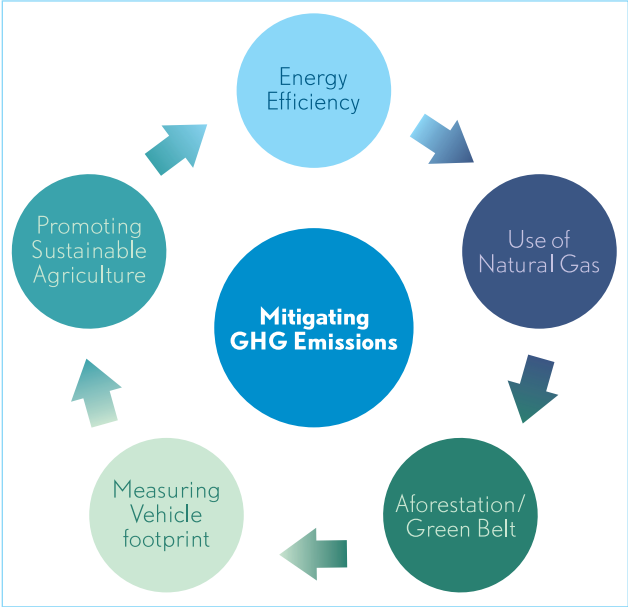 Energy
Efficiency
Use of
Natural Gas
Aforestation/
Green Belt
Measuring
Vehicle
footprint
Promoting
Sustainable
Agriculture
Mitigating
GHG Emissions